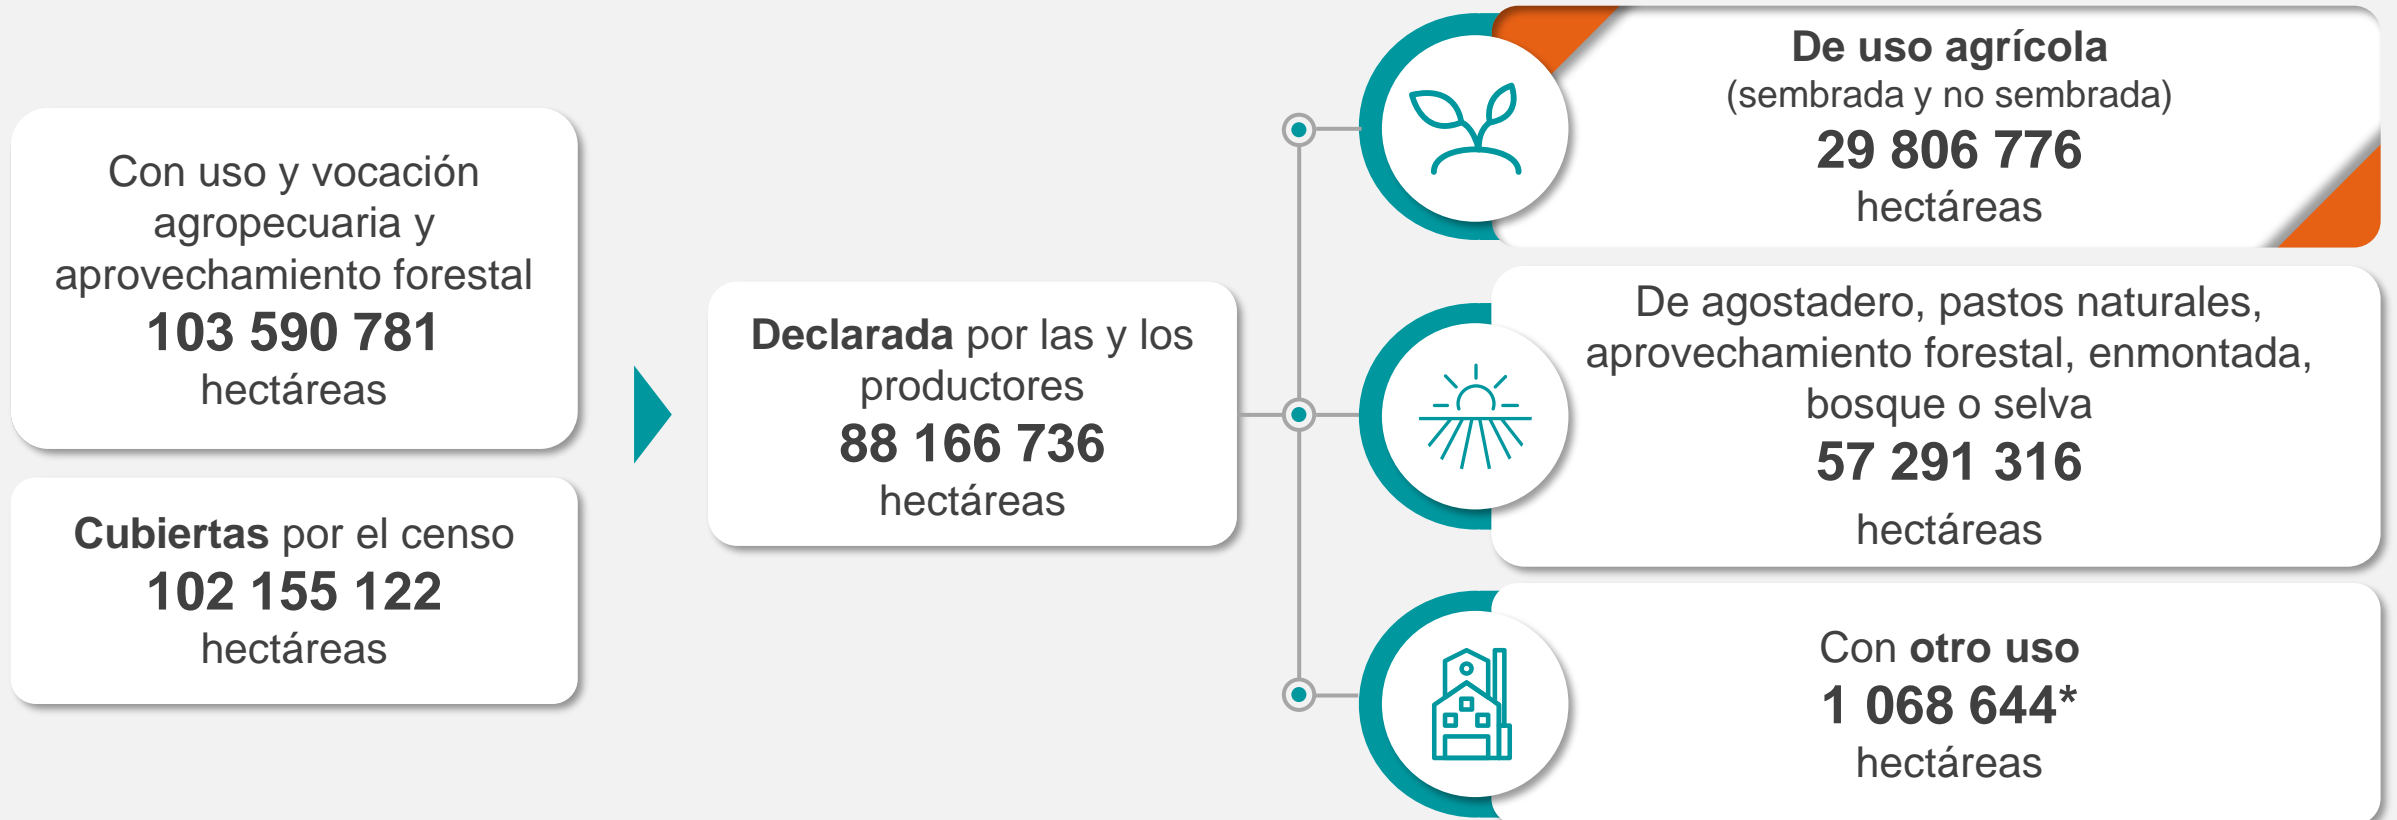 Con uso y vocación
agropecuaria y
aprovechamiento forestal
103 590 781
hectáreas
Cubiertas por el censo
102 155 122
hectáreas
Declarada por las y los
productores
88 166 736
hectáreas
De uso agrícola
(sembrada y no sembrada)
29 806 776
hectáreas
De agostadero, pastos naturales,
aprovechamiento forestal, enmontada,
bosque o selva
57 291 316
hectáreas
Con otro uso
1 068 644*
hectáreas